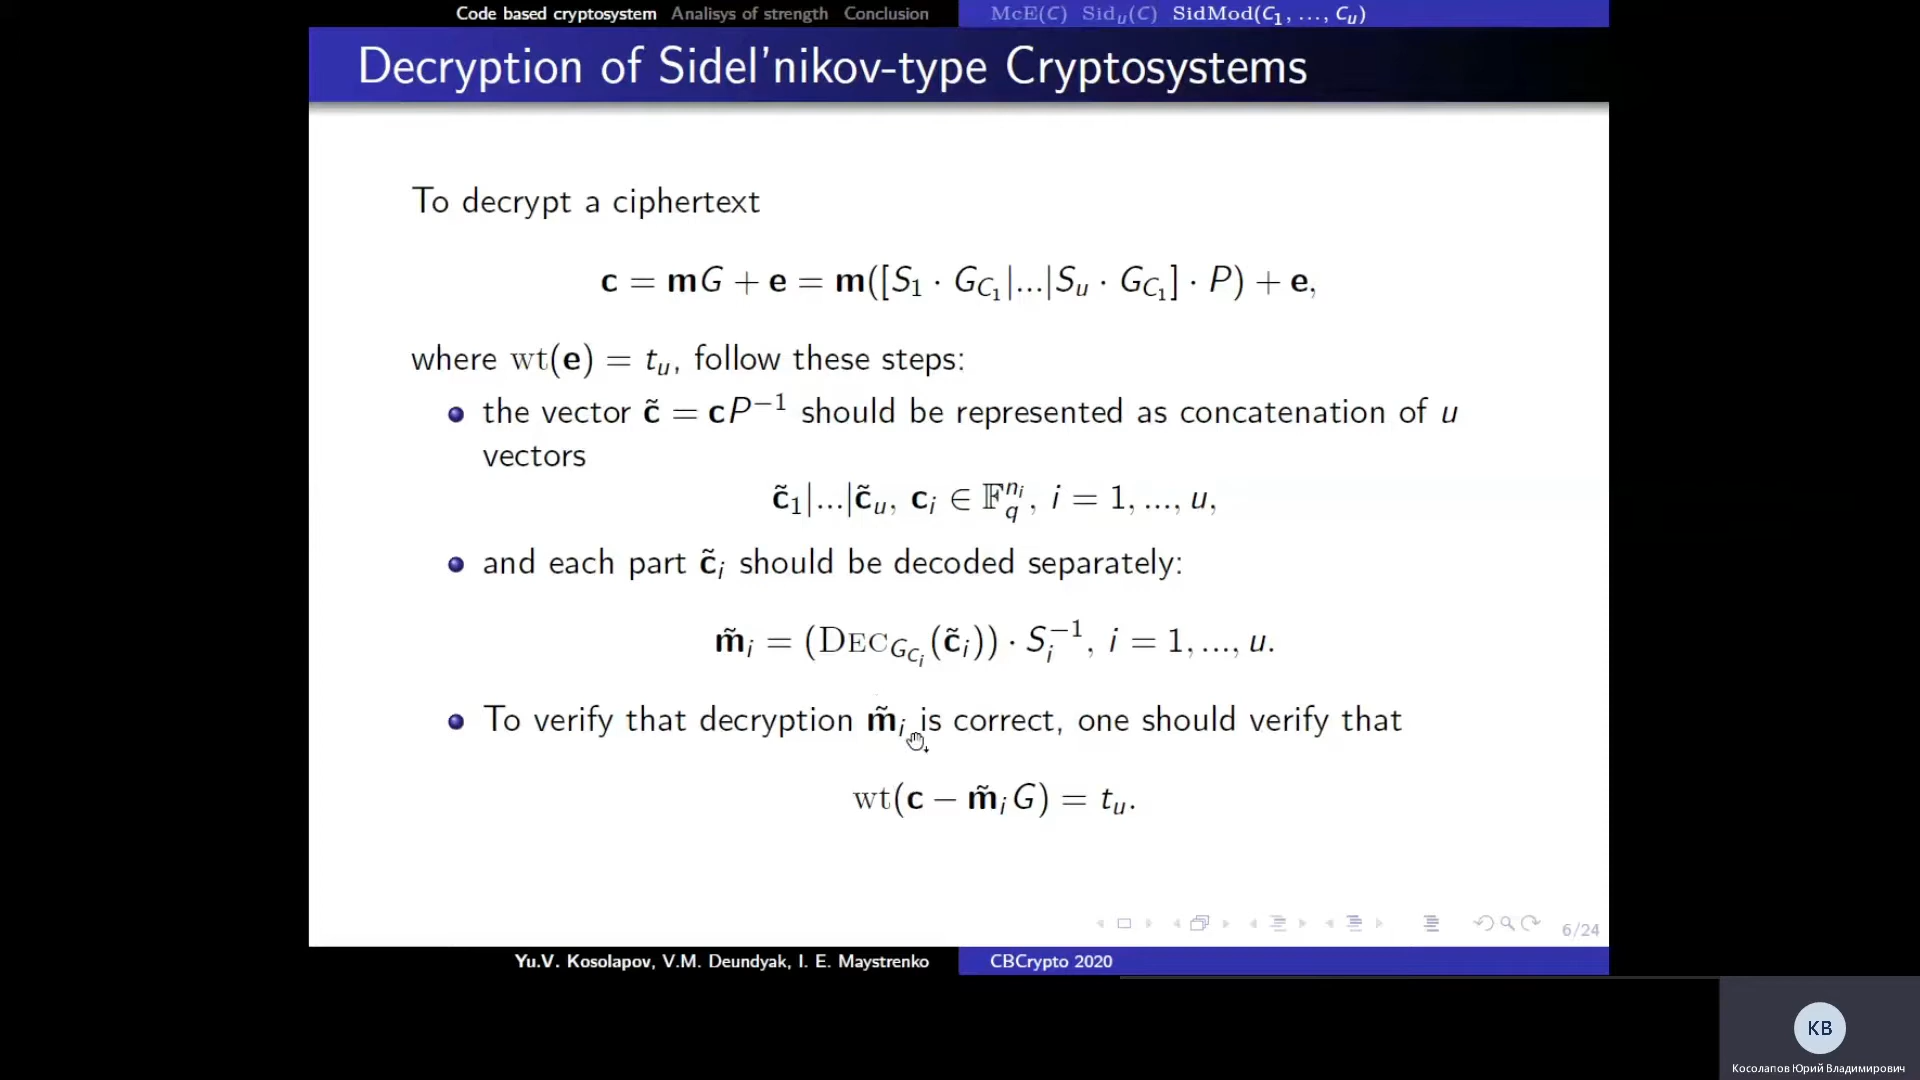 Code based cryptosystem Analisys of strength Conclusion McE(C) Sid_u(C) SidMod(C_1, ..., C_u)
Decryption of Sidel'nikov-type Cryptosystems
To decrypt a ciphertext
c = mG + e = m([S_1 · G_{C_1}|...|S_u · G_{C_1}] · P) + e,
where wt(e) = t_u, follow these steps:
the vector c̃ = cP^{−1} should be represented as concatenation of u
vectors
c̃_1|...|c̃_u, c_i ∈ 𝔽_q^{n_i}, i = 1, ..., u,
and each part c̃_i should be decoded separately:
m̃_i = (DEC_{G_{C_i}}(c̃_i)) · S_i^{−1}, i = 1, ..., u.
To verify that decryption m̃_i is correct, one should verify that
wt(c − m̃_i G) = t_u.
6/24
Yu.V. Kosolapov, V.M. Deundyak, I. E. Maystrenko CBCrypto 2020
КВ
Косолапов Юрий Владимирович